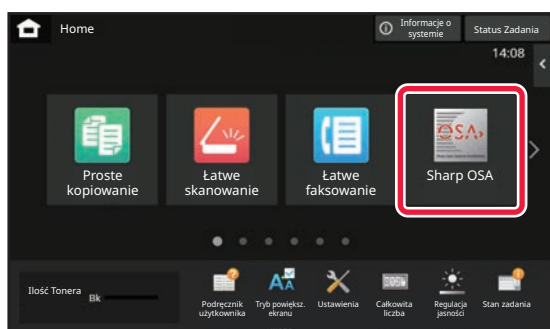 Home
Informacje o
systemie
Status Zadania
14:08
OSA
Proste
kopiowanie
Łatwe
skanowanie
Łatwe
faksowanie
Sharp OSA
Ilość Tonera
Bk
Podręcznik
użytkownika
Tryb powiększ.
ekranu
Ustawienia
Całkowita
liczba
Regulacja
jasności
Stan zadania